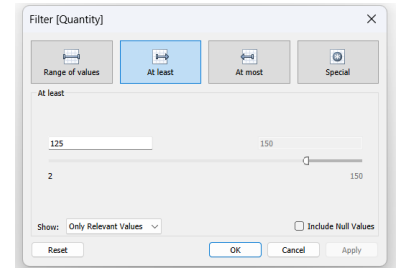 Filter [Quantity]
Range of values At least At most Special
At least
125 150
2 150
Show: Only Relevant Values Include Null Values
Reset OK Cancel Apply